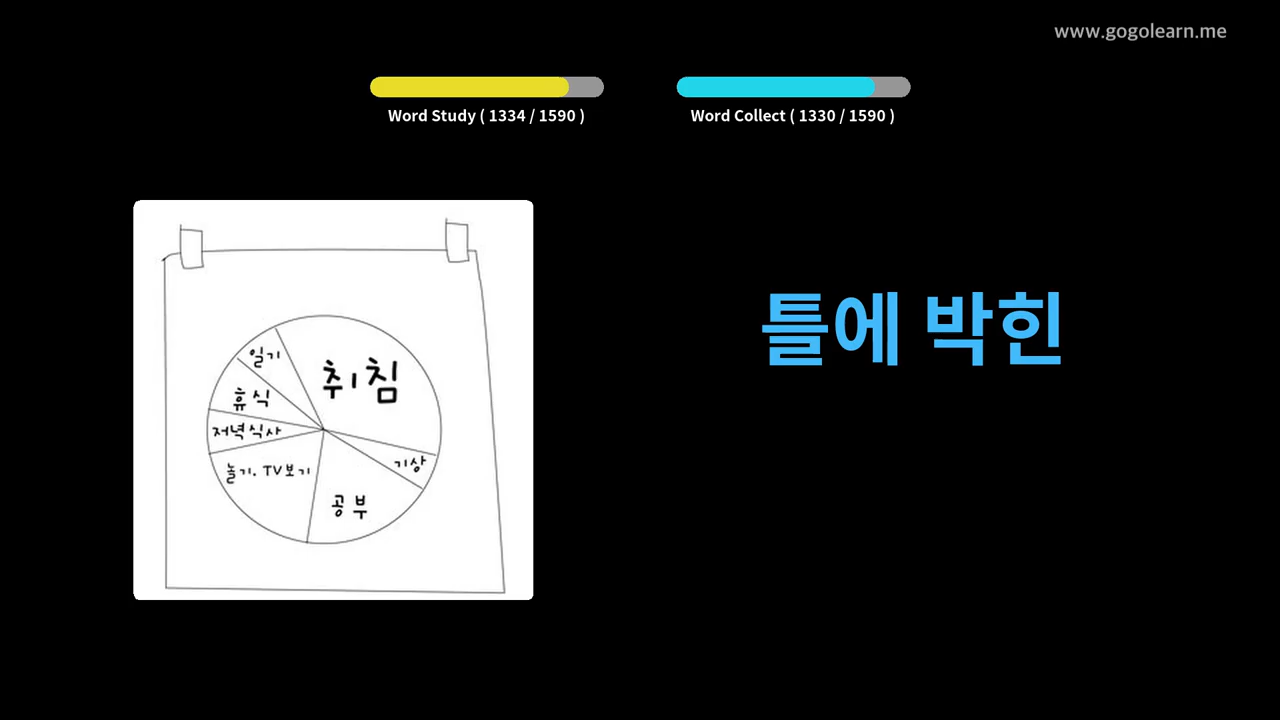 www.gogolearn.me
Word Study ( 1334 / 1590 )
Word Collect ( 1330 / 1590 )
일기
취침
휴식
저녁식사
놀기. TV보기
기상
공부
틀에 박힌